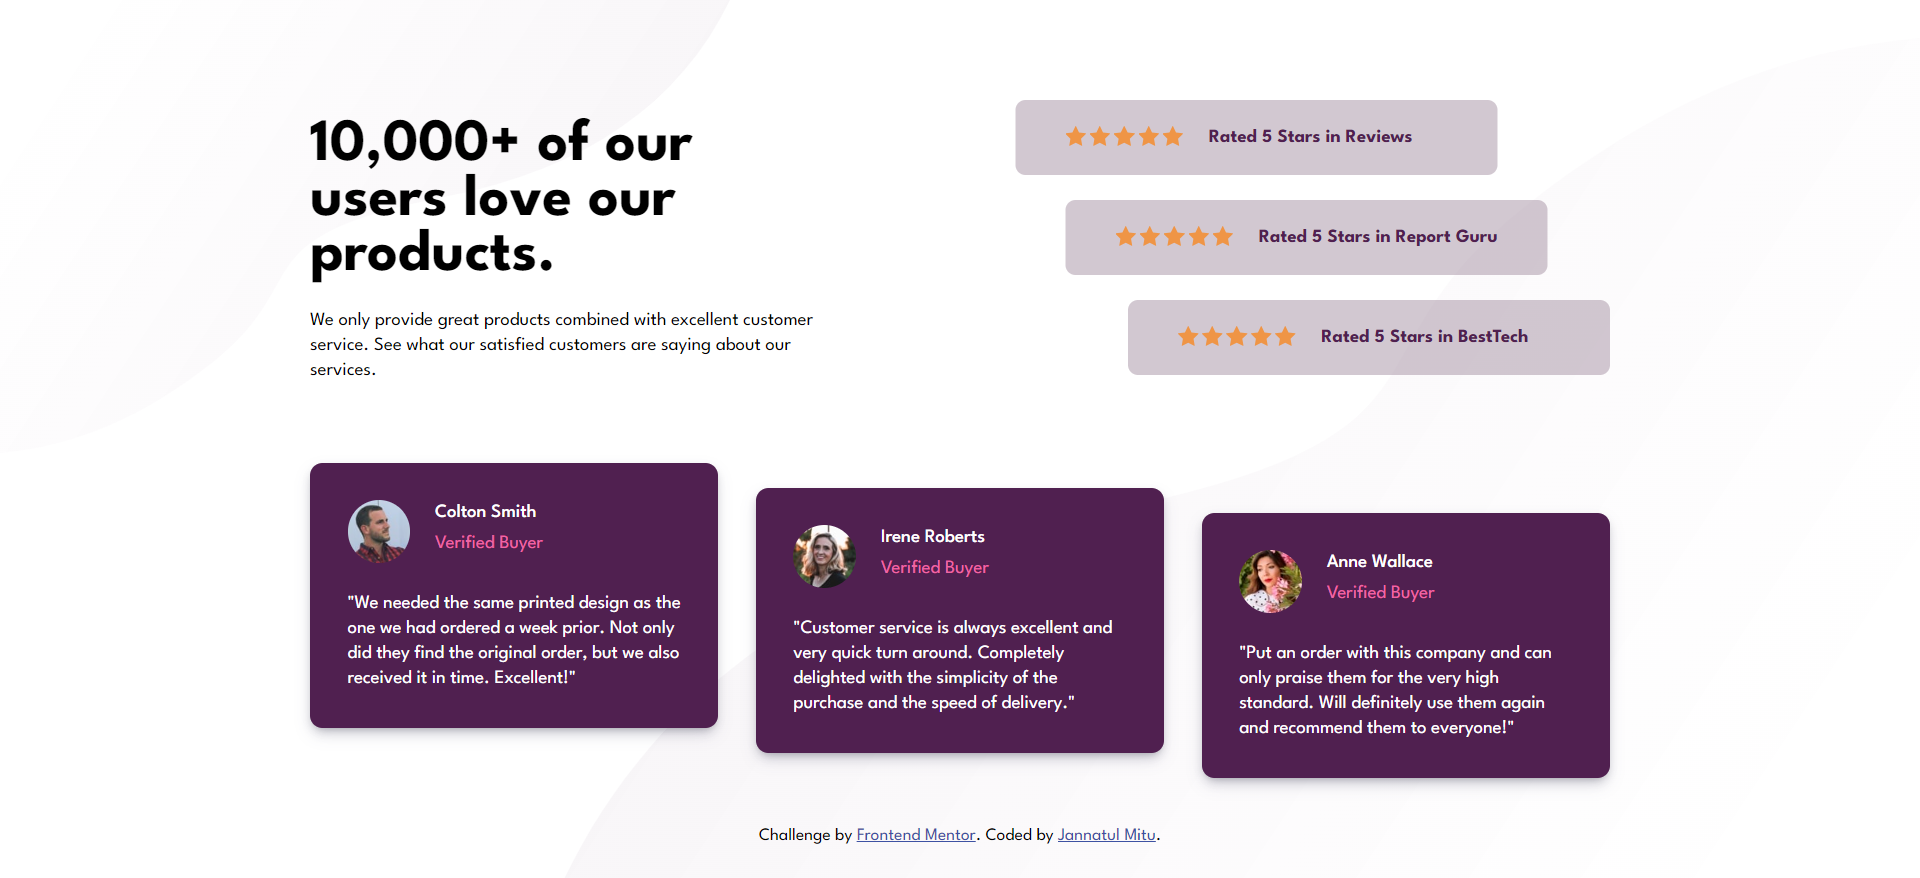 10,000+ of our
users love our
products.
We only provide great products combined with excellent customer
service. See what our satisfied customers are saying about our
services.
Rated 5 Stars in Reviews
Rated 5 Stars in Report Guru
Rated 5 Stars in BestTech
Colton Smith
Verified Buyer
"We needed the same printed design as the
one we had ordered a week prior. Not only
did they find the original order, but we also
received it in time. Excellent!"
Irene Roberts
Verified Buyer
"Customer service is always excellent and
very quick turn around. Completely
delighted with the simplicity of the
purchase and the speed of delivery."
Anne Wallace
Verified Buyer
"Put an order with this company and can
only praise them for the very high
standard. Will definitely use them again
and recommend them to everyone!"
Challenge by Frontend Mentor. Coded by Jannatul Mitu.